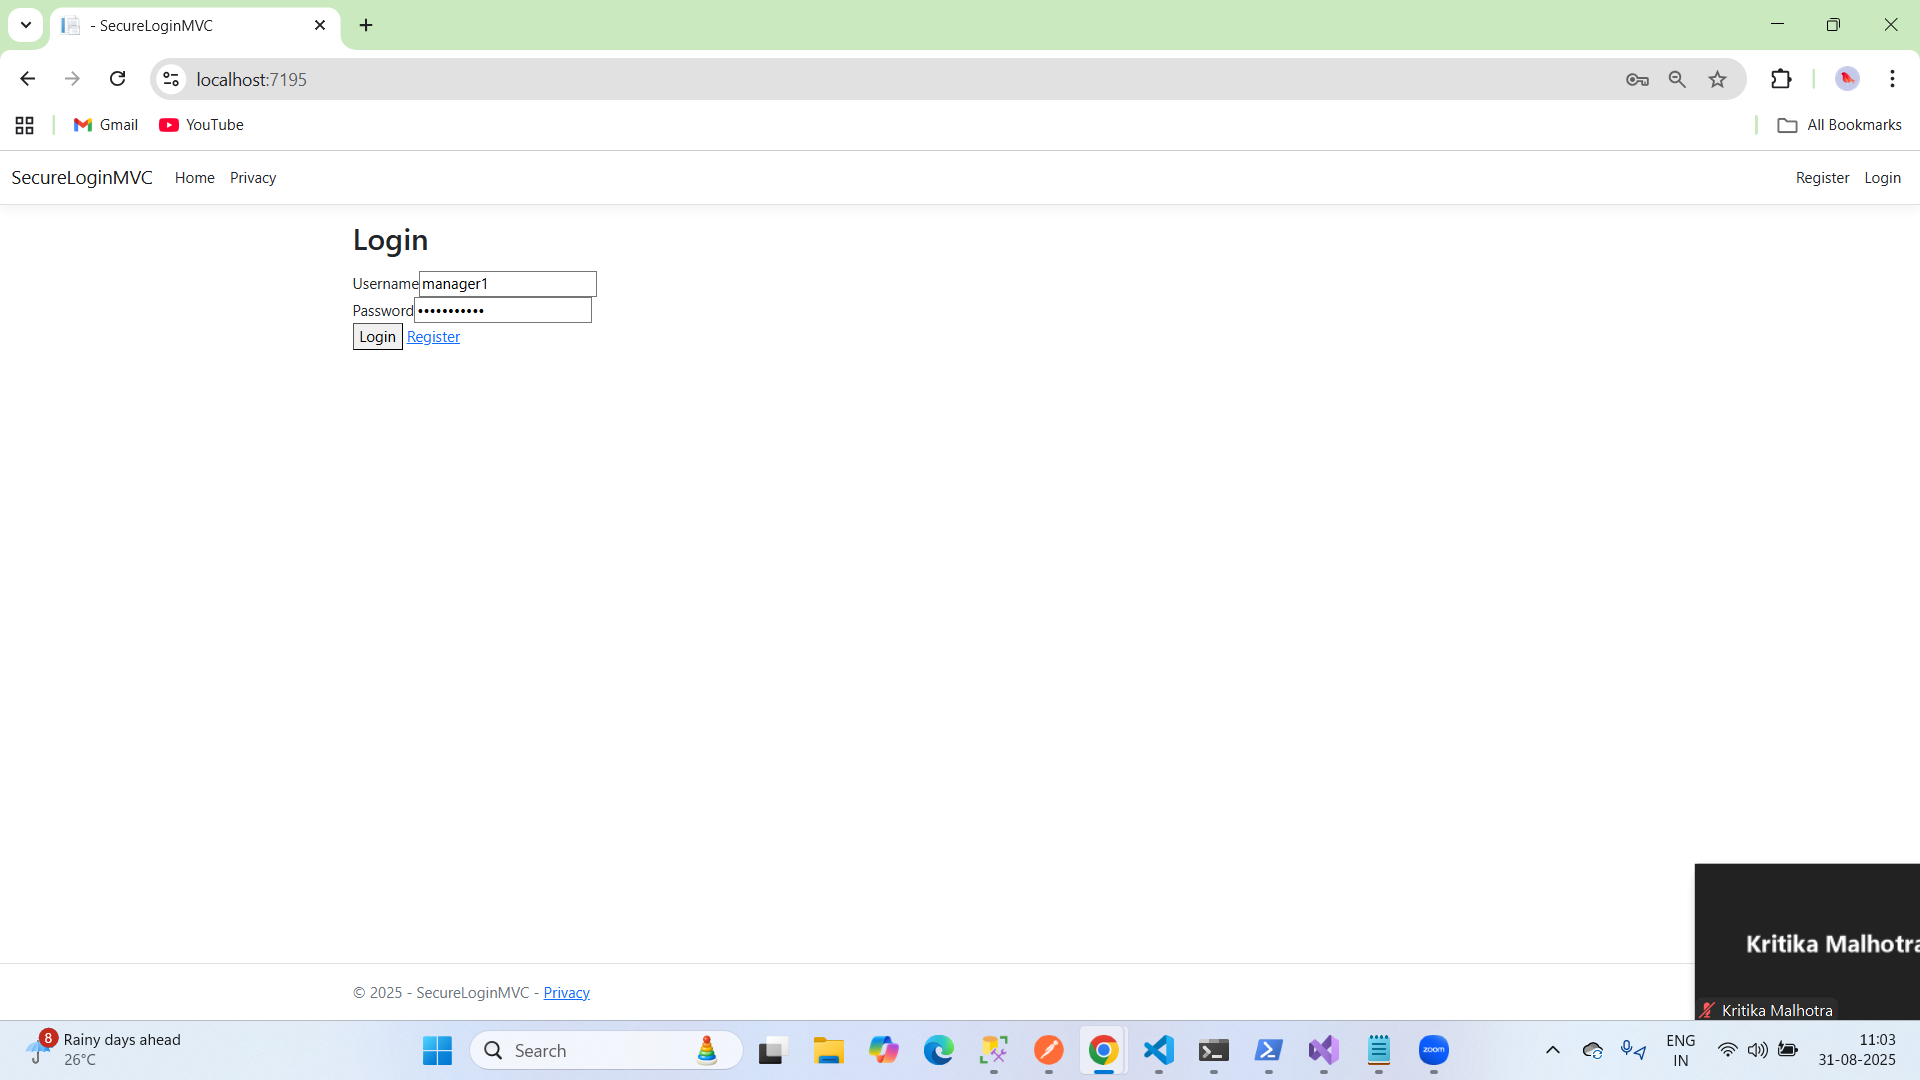 - SecureLoginMVC
localhost:7195
Gmail
YouTube
All Bookmarks
SecureLoginMVC
Home
Privacy
Register
Login
Login
Username manager1
Password •••••••••••
Login Register
Kritika Malhotra
© 2025 - SecureLoginMVC - Privacy
Kritika Malhotra
8
Rainy days ahead
26°C
Search
zoom
ENG
IN
11:03
31-08-2025